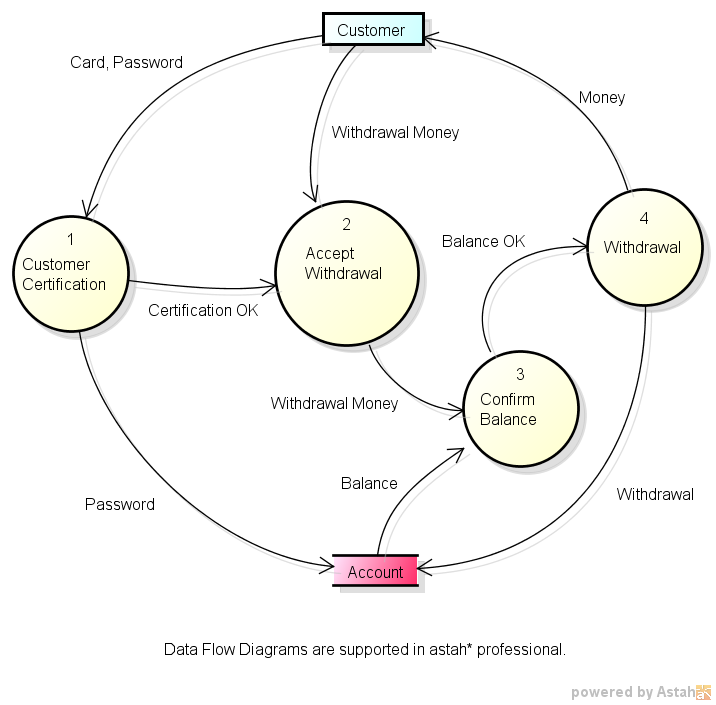 Customer
Card, Password
Money
Withdrawal Money
1
Customer
Certification
2
Accept
Withdrawal
4
Withdrawal
Balance OK
Certification OK
3
Confirm
Balance
Withdrawal Money
Balance
Password
Withdrawal
Account
Data Flow Diagrams are supported in astah* professional.
powered by Astah